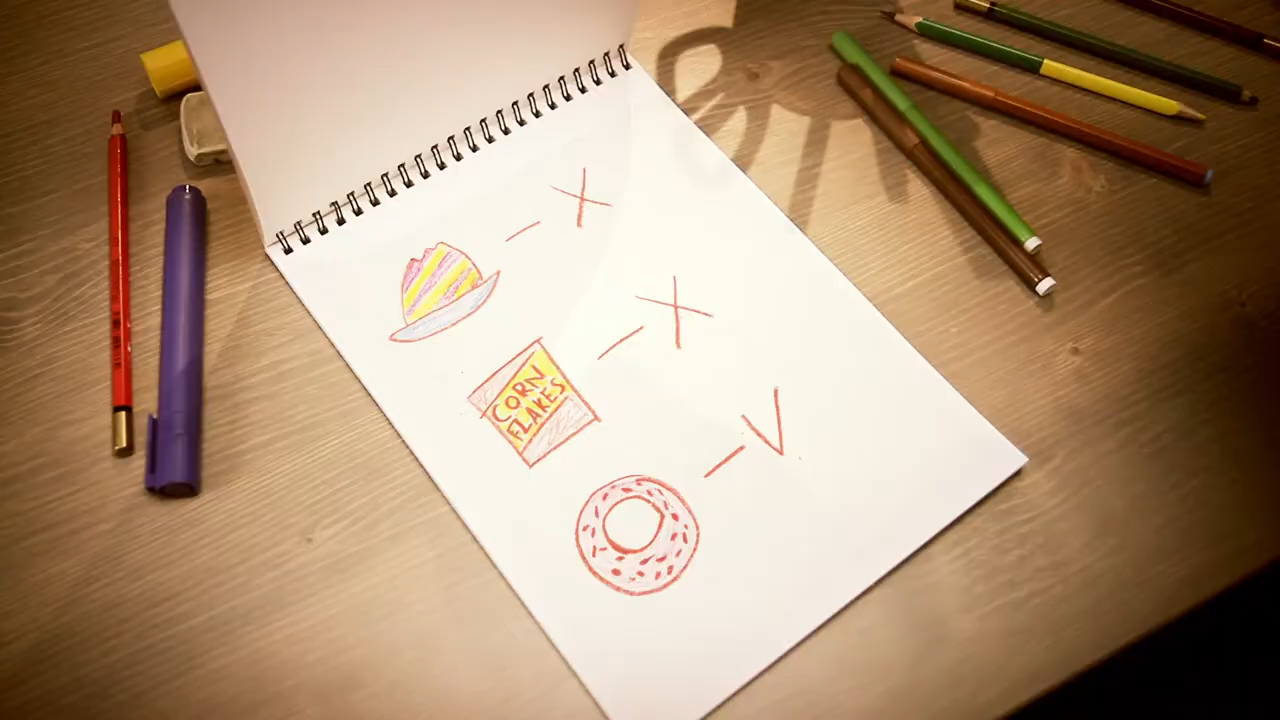 - X
CORN
FLAKES
- X
- V